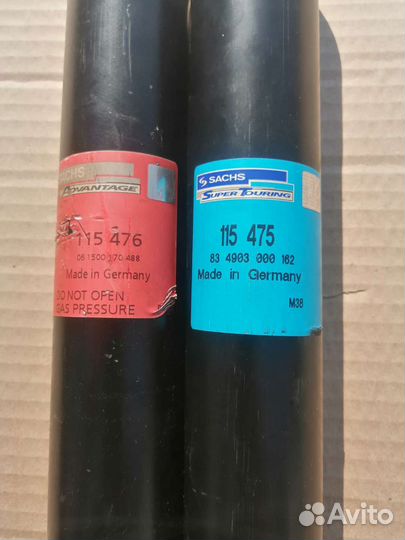 SACHS
ADVANTAGE
115 476
Made in Germany
DO NOT OPEN
GAS PRESSURE
SACHS
SUPER TOURING
115 475
83 4903 000 162
Made in Germany
M38
Avito